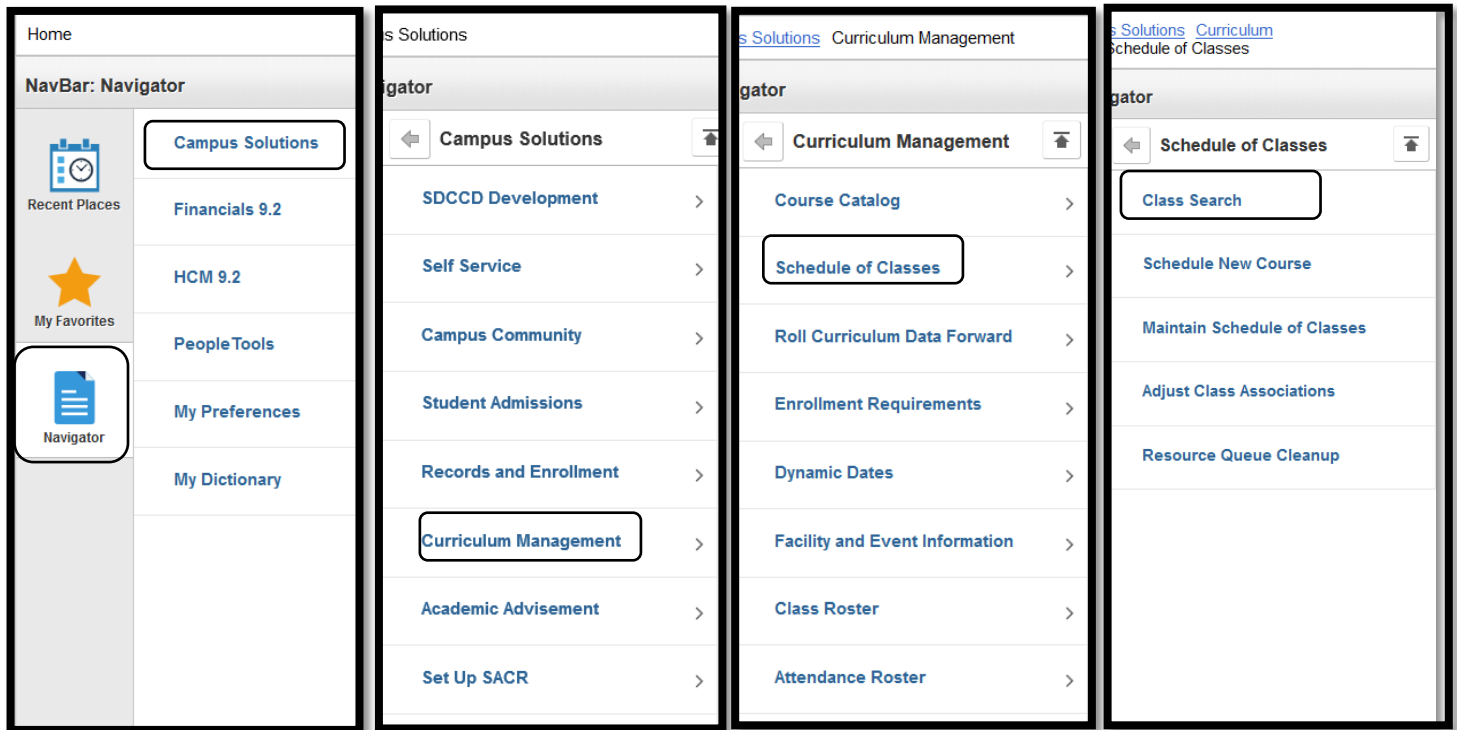 Home
NavBar: Navigator
Recent Places
My Favorites
Navigator
Campus Solutions
Financials 9.2
HCM 9.2
PeopleTools
My Preferences
My Dictionary
us Solutions
igator
Campus Solutions
SDCCD Development
Self Service
Campus Community
Student Admissions
Records and Enrollment
Curriculum Management
Academic Advisement
Set Up SACR
s Solutions Curriculum Management
gator
Curriculum Management
Course Catalog
Schedule of Classes
Roll Curriculum Data Forward
Enrollment Requirements
Dynamic Dates
Facility and Event Information
Class Roster
Attendance Roster
s Solutions Curriculum
Schedule of Classes
gator
Schedule of Classes
Class Search
Schedule New Course
Maintain Schedule of Classes
Adjust Class Associations
Resource Queue Cleanup